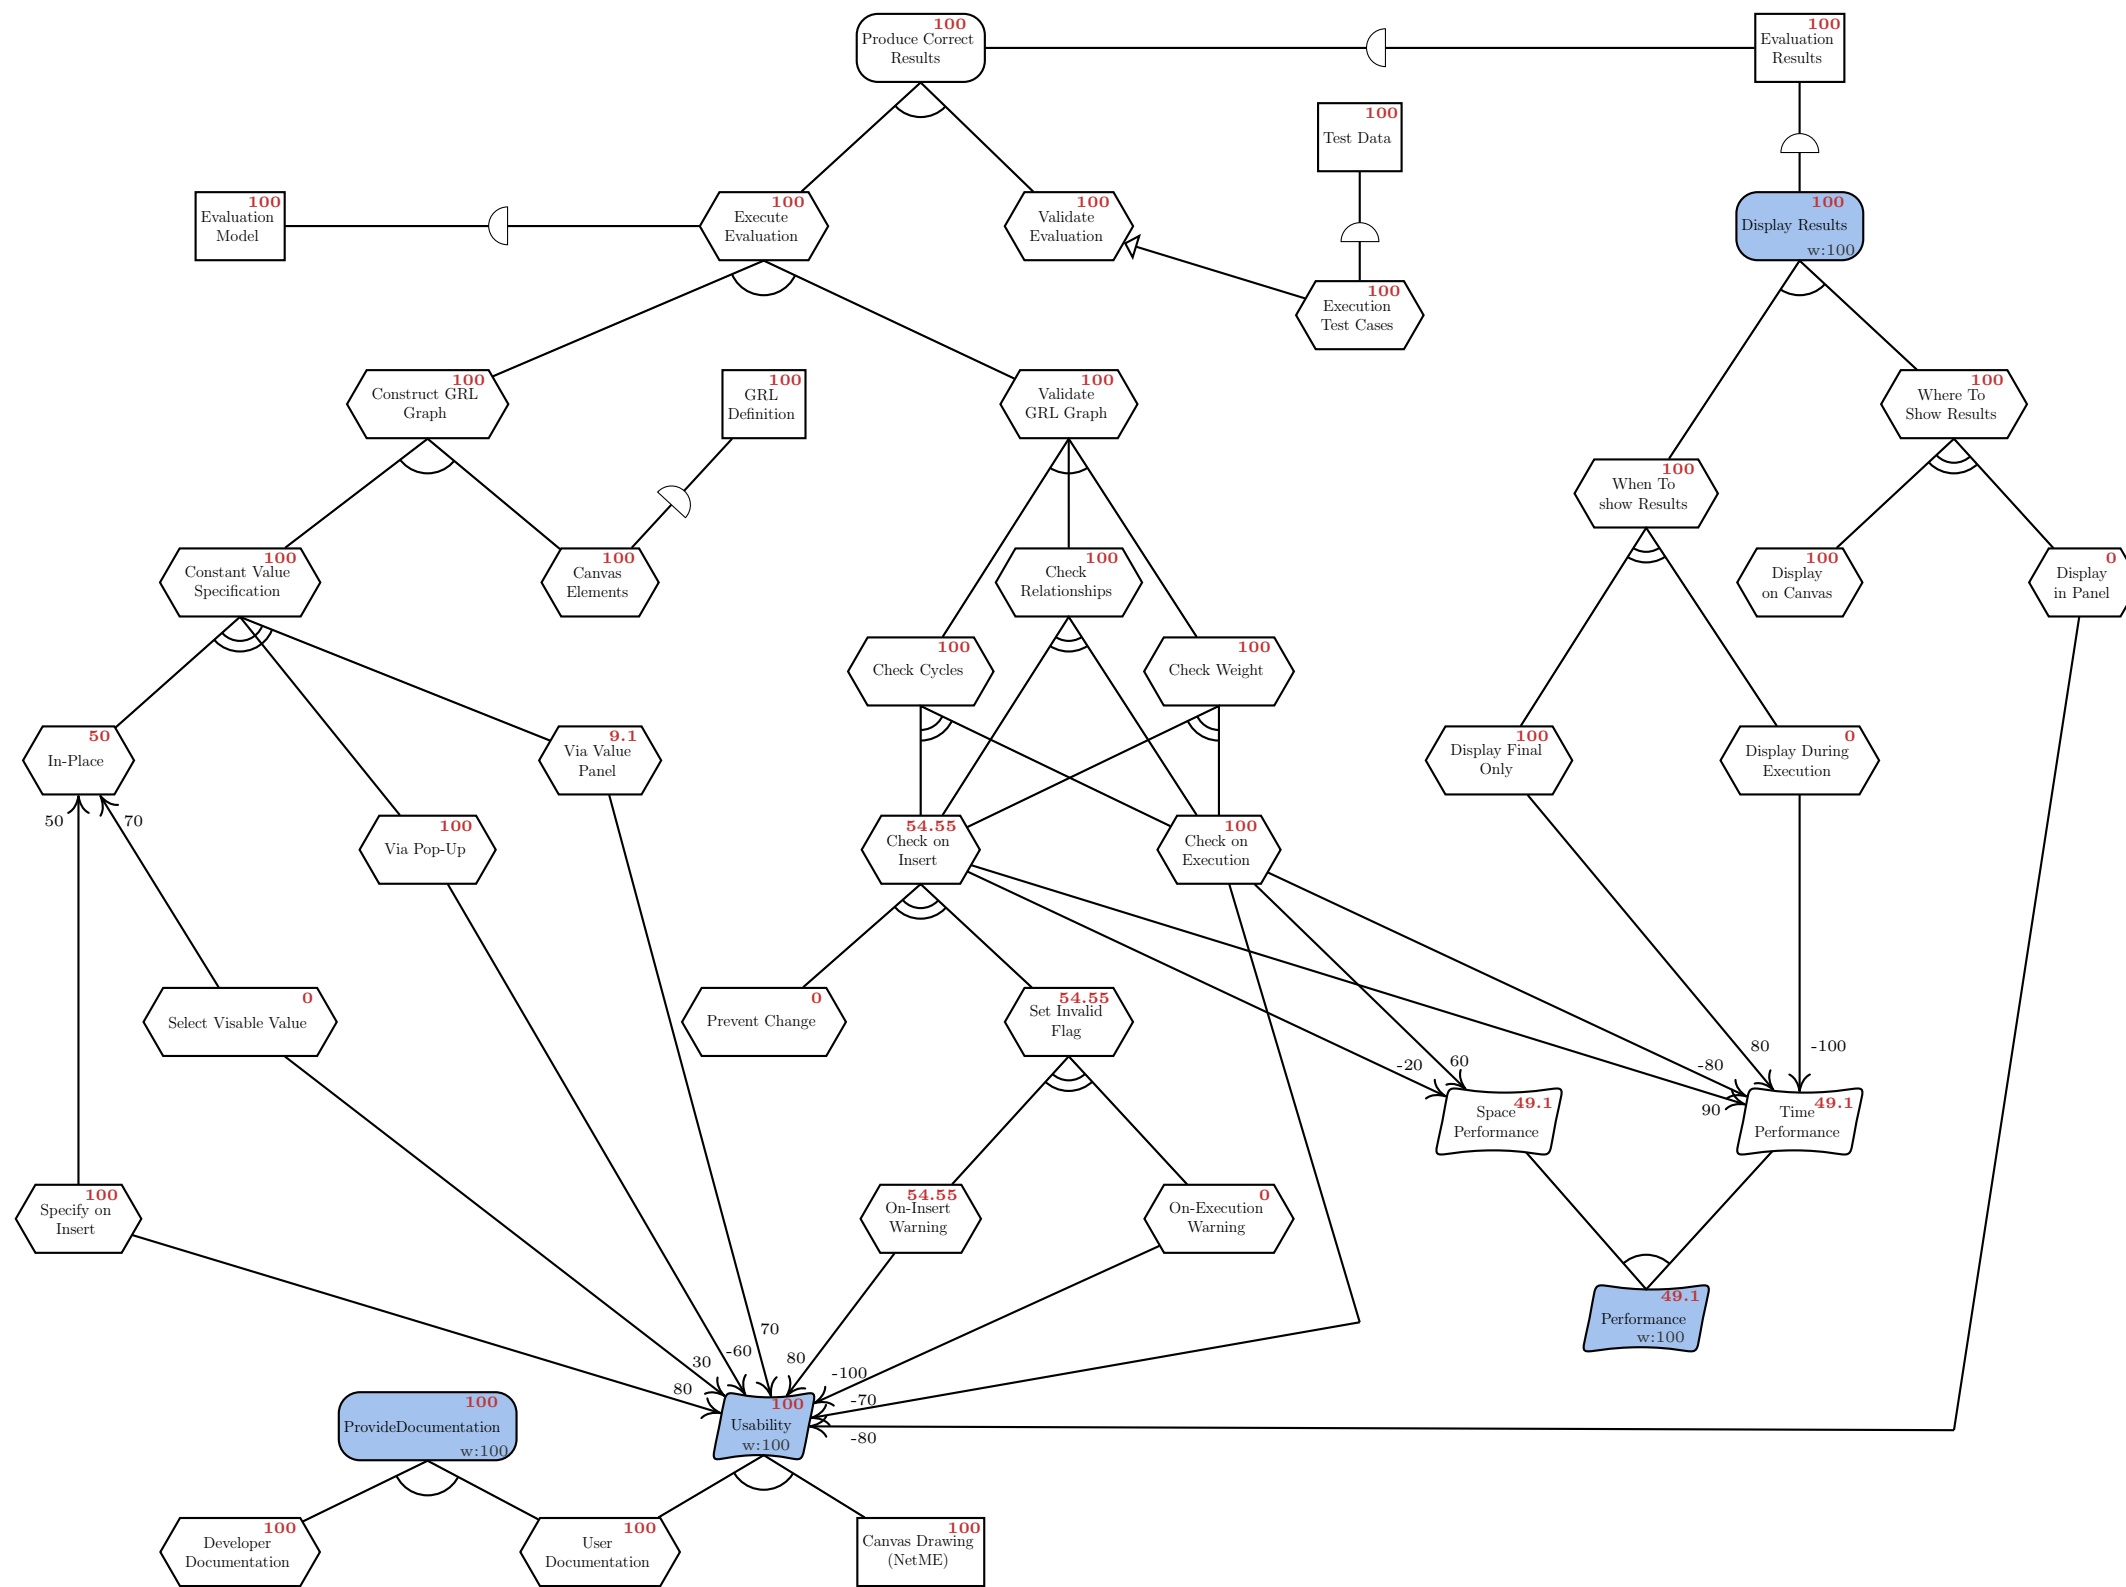 100
Produce Correct
Results
100
Evaluation
Results
100
Test Data
100
Evaluation
Model
100
Execute
Evaluation
100
Validate
Evaluation
100
Display Results
w:100
100
Execution
Test Cases
100
Construct GRL
Graph
100
GRL
Definition
100
Validate
GRL Graph
100
Where To
Show Results
100
When To
show Results
100
Constant Value
Specification
100
Canvas
Elements
100
Check
Relationships
100
Display
on Canvas
0
Display
in Panel
100
Check Cycles
100
Check Weight
50
In-Place
9.1
Via Value
Panel
100
Display Final
Only
0
Display During
Execution
50
70
100
Via Pop-Up
54.55
Check on
Insert
100
Check on
Execution
0
Select Visable Value
0
Prevent Change
54.55
Set Invalid
Flag
-20
60
-80
80
-100
90
49.1
Space
Performance
49.1
Time
Performance
100
Specify on
Insert
54.55
On-Insert
Warning
0
On-Execution
Warning
49.1
Performance
w:100
80
30
-60
70
80
-100
-70
-80
100
ProvideDocumentation
w:100
100
Usability
w:100
100
Developer
Documentation
100
User
Documentation
100
Canvas Drawing
(NetME)